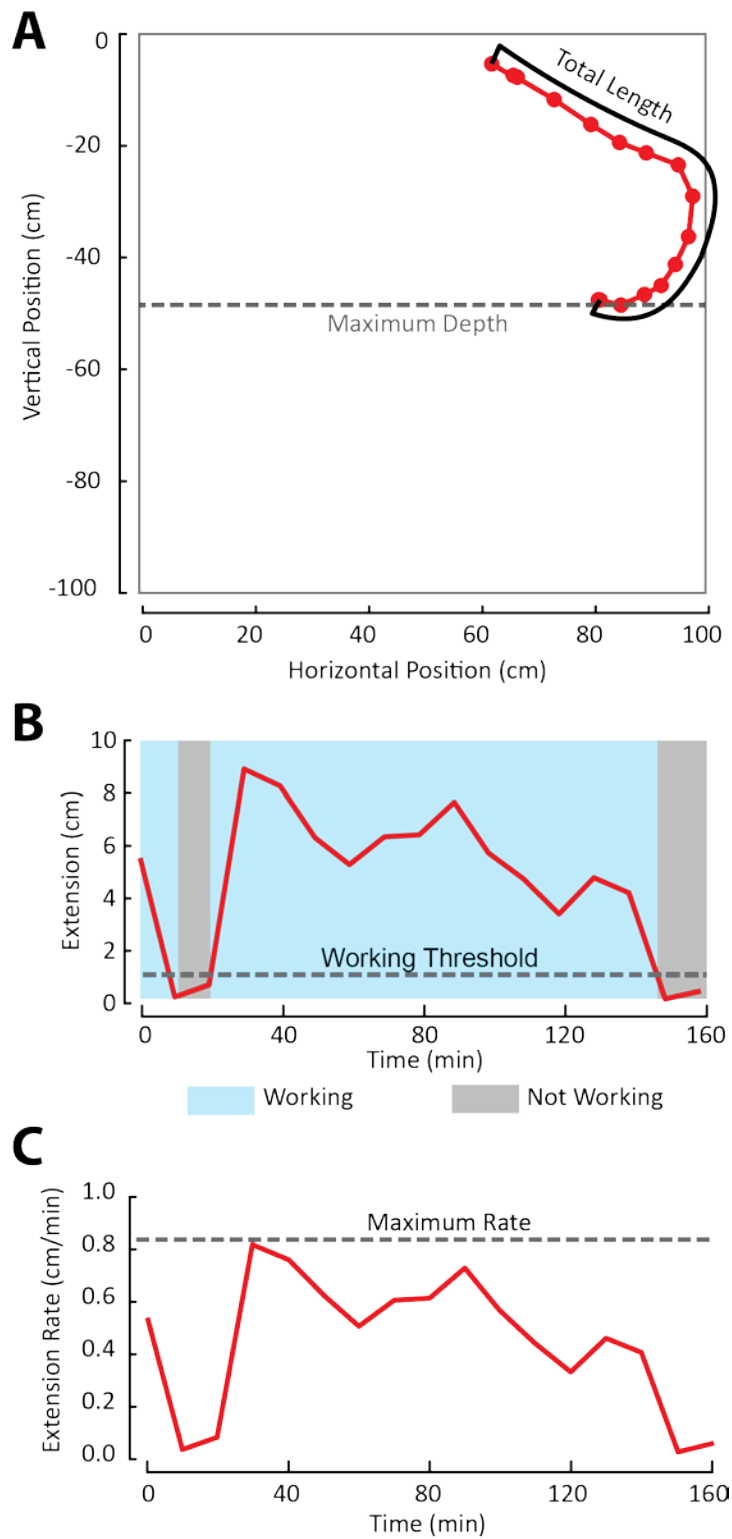 A
0
-20
-40
-60
-80
-100
Vertical Position (cm)
Total Length
Maximum Depth
0 20 40 60 80 100
Horizontal Position (cm)
B
10
8
6
4
2
0
Extension (cm)
Working Threshold
0 40 80 120 160
Time (min)
Working Not Working
C
1.0
0.8
0.6
0.4
0.2
0.0
Extension Rate (cm/min)
Maximum Rate
0 40 80 120 160
Time (min)